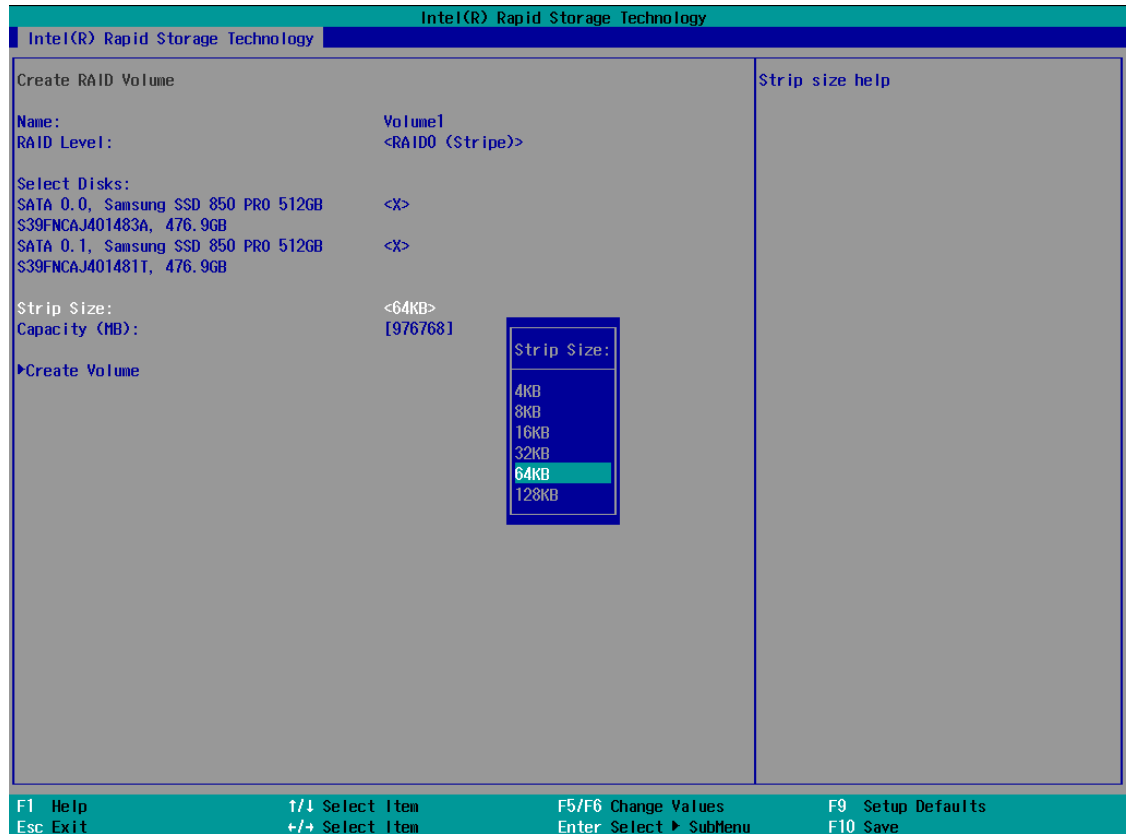 Intel(R) Rapid Storage Technology
Intel(R) Rapid Storage Technology
Create RAID Volume
Strip size help
Name: Volume1
RAID Level: <RAID0 (Stripe)>
Select Disks:
SATA 0.0, Samsung SSD 850 PRO 512GB <X>
S39FNCAJ401483A, 476.9GB
SATA 0.1, Samsung SSD 850 PRO 512GB <X>
S39FNCAJ401481T, 476.9GB
Strip Size: <64KB>
Capacity (MB): [976768]
▶Create Volume
Strip Size:
4KB
8KB
16KB
32KB
64KB
128KB
F1 Help ↑/↓ Select Item F5/F6 Change Values F9 Setup Defaults
Esc Exit ←/→ Select Item Enter Select ▶ SubMenu F10 Save